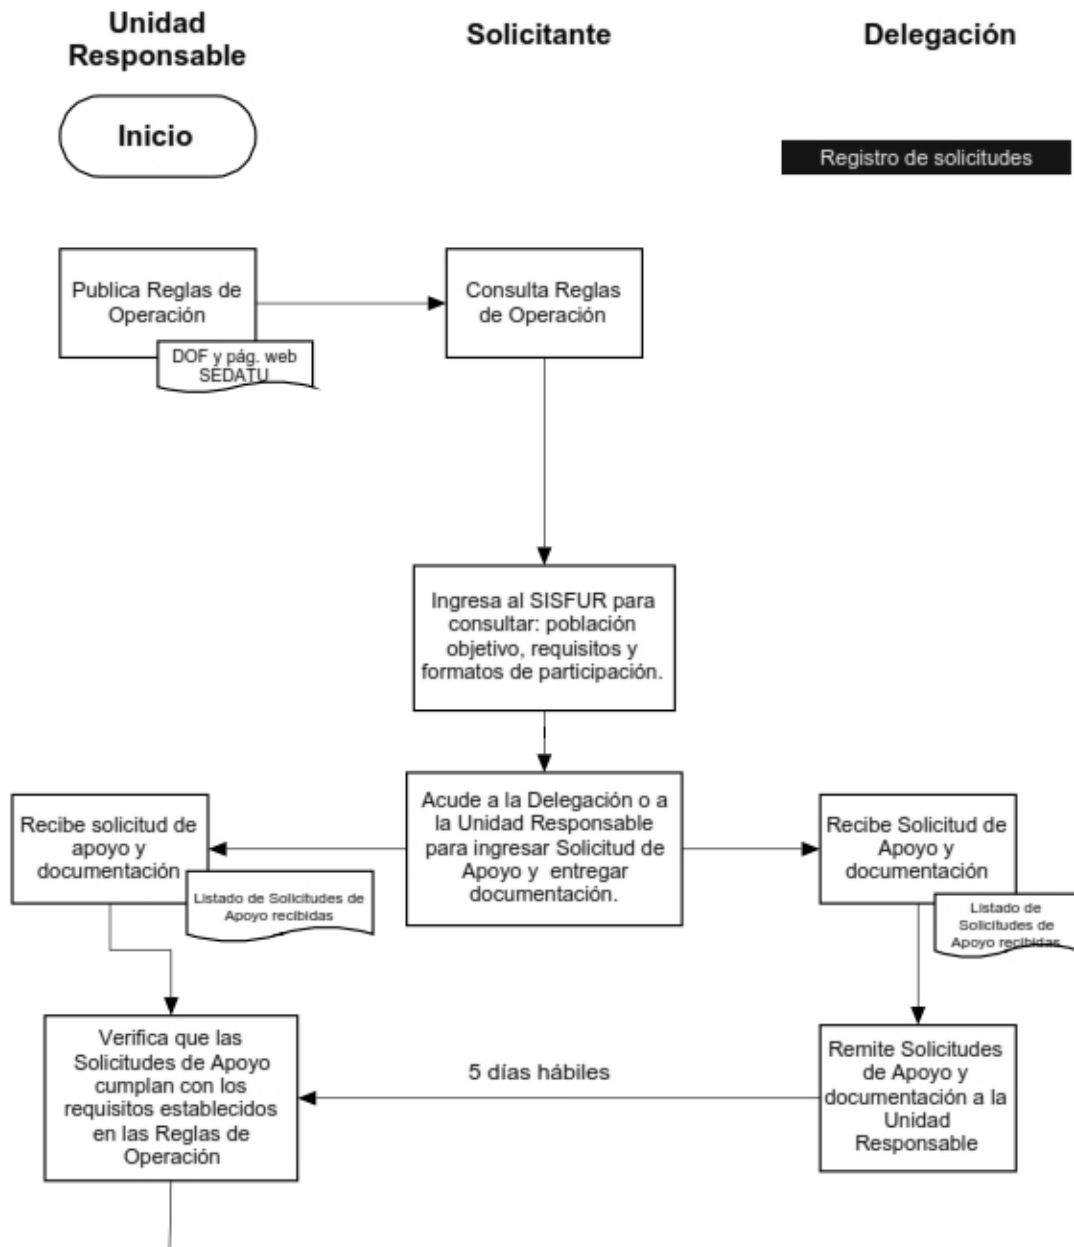 Unidad
Responsable
Solicitante
Delegación
Inicio
Registro de solicitudes
Publica Reglas de
Operación
DOF y pág. web
SEDATU
Consulta Reglas
de Operación
Ingresa al SISFUR para
consultar: población
objetivo, requisitos y
formatos de participación.
Recibe solicitud de
apoyo y
documentación
Listado de Solicitudes de
Apoyo recibidas
Acude a la Delegación o a
la Unidad Responsable
para ingresar Solicitud de
Apoyo y entregar
documentación.
Recibe Solicitud de
Apoyo y
documentación
Listado de
Solicitudes de
Apoyo recibidas
Verifica que las
Solicitudes de Apoyo
cumplan con los
requisitos establecidos
en las Reglas de
Operación
5 días hábiles
Remite Solicitudes
de Apoyo y
documentación a la
Unidad
Responsable